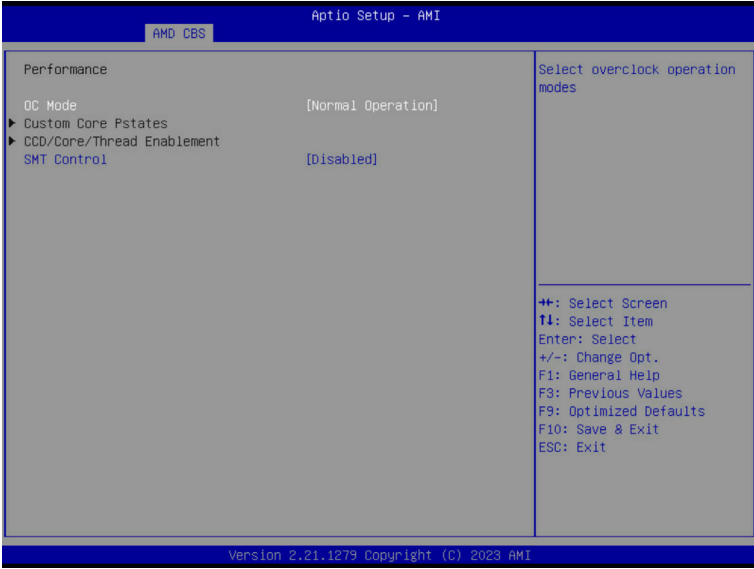 Aptio Setup – AMI
AMD CBS
Performance
OC Mode [Normal Operation]
Custom Core Pstates
CCD/Core/Thread Enablement
SMT Control [Disabled]
Select overclock operation
modes
→←: Select Screen
↑↓: Select Item
Enter: Select
+/-: Change Opt.
F1: General Help
F3: Previous Values
F9: Optimized Defaults
F10: Save & Exit
ESC: Exit
Version 2.21.1279 Copyright (C) 2023 AMI